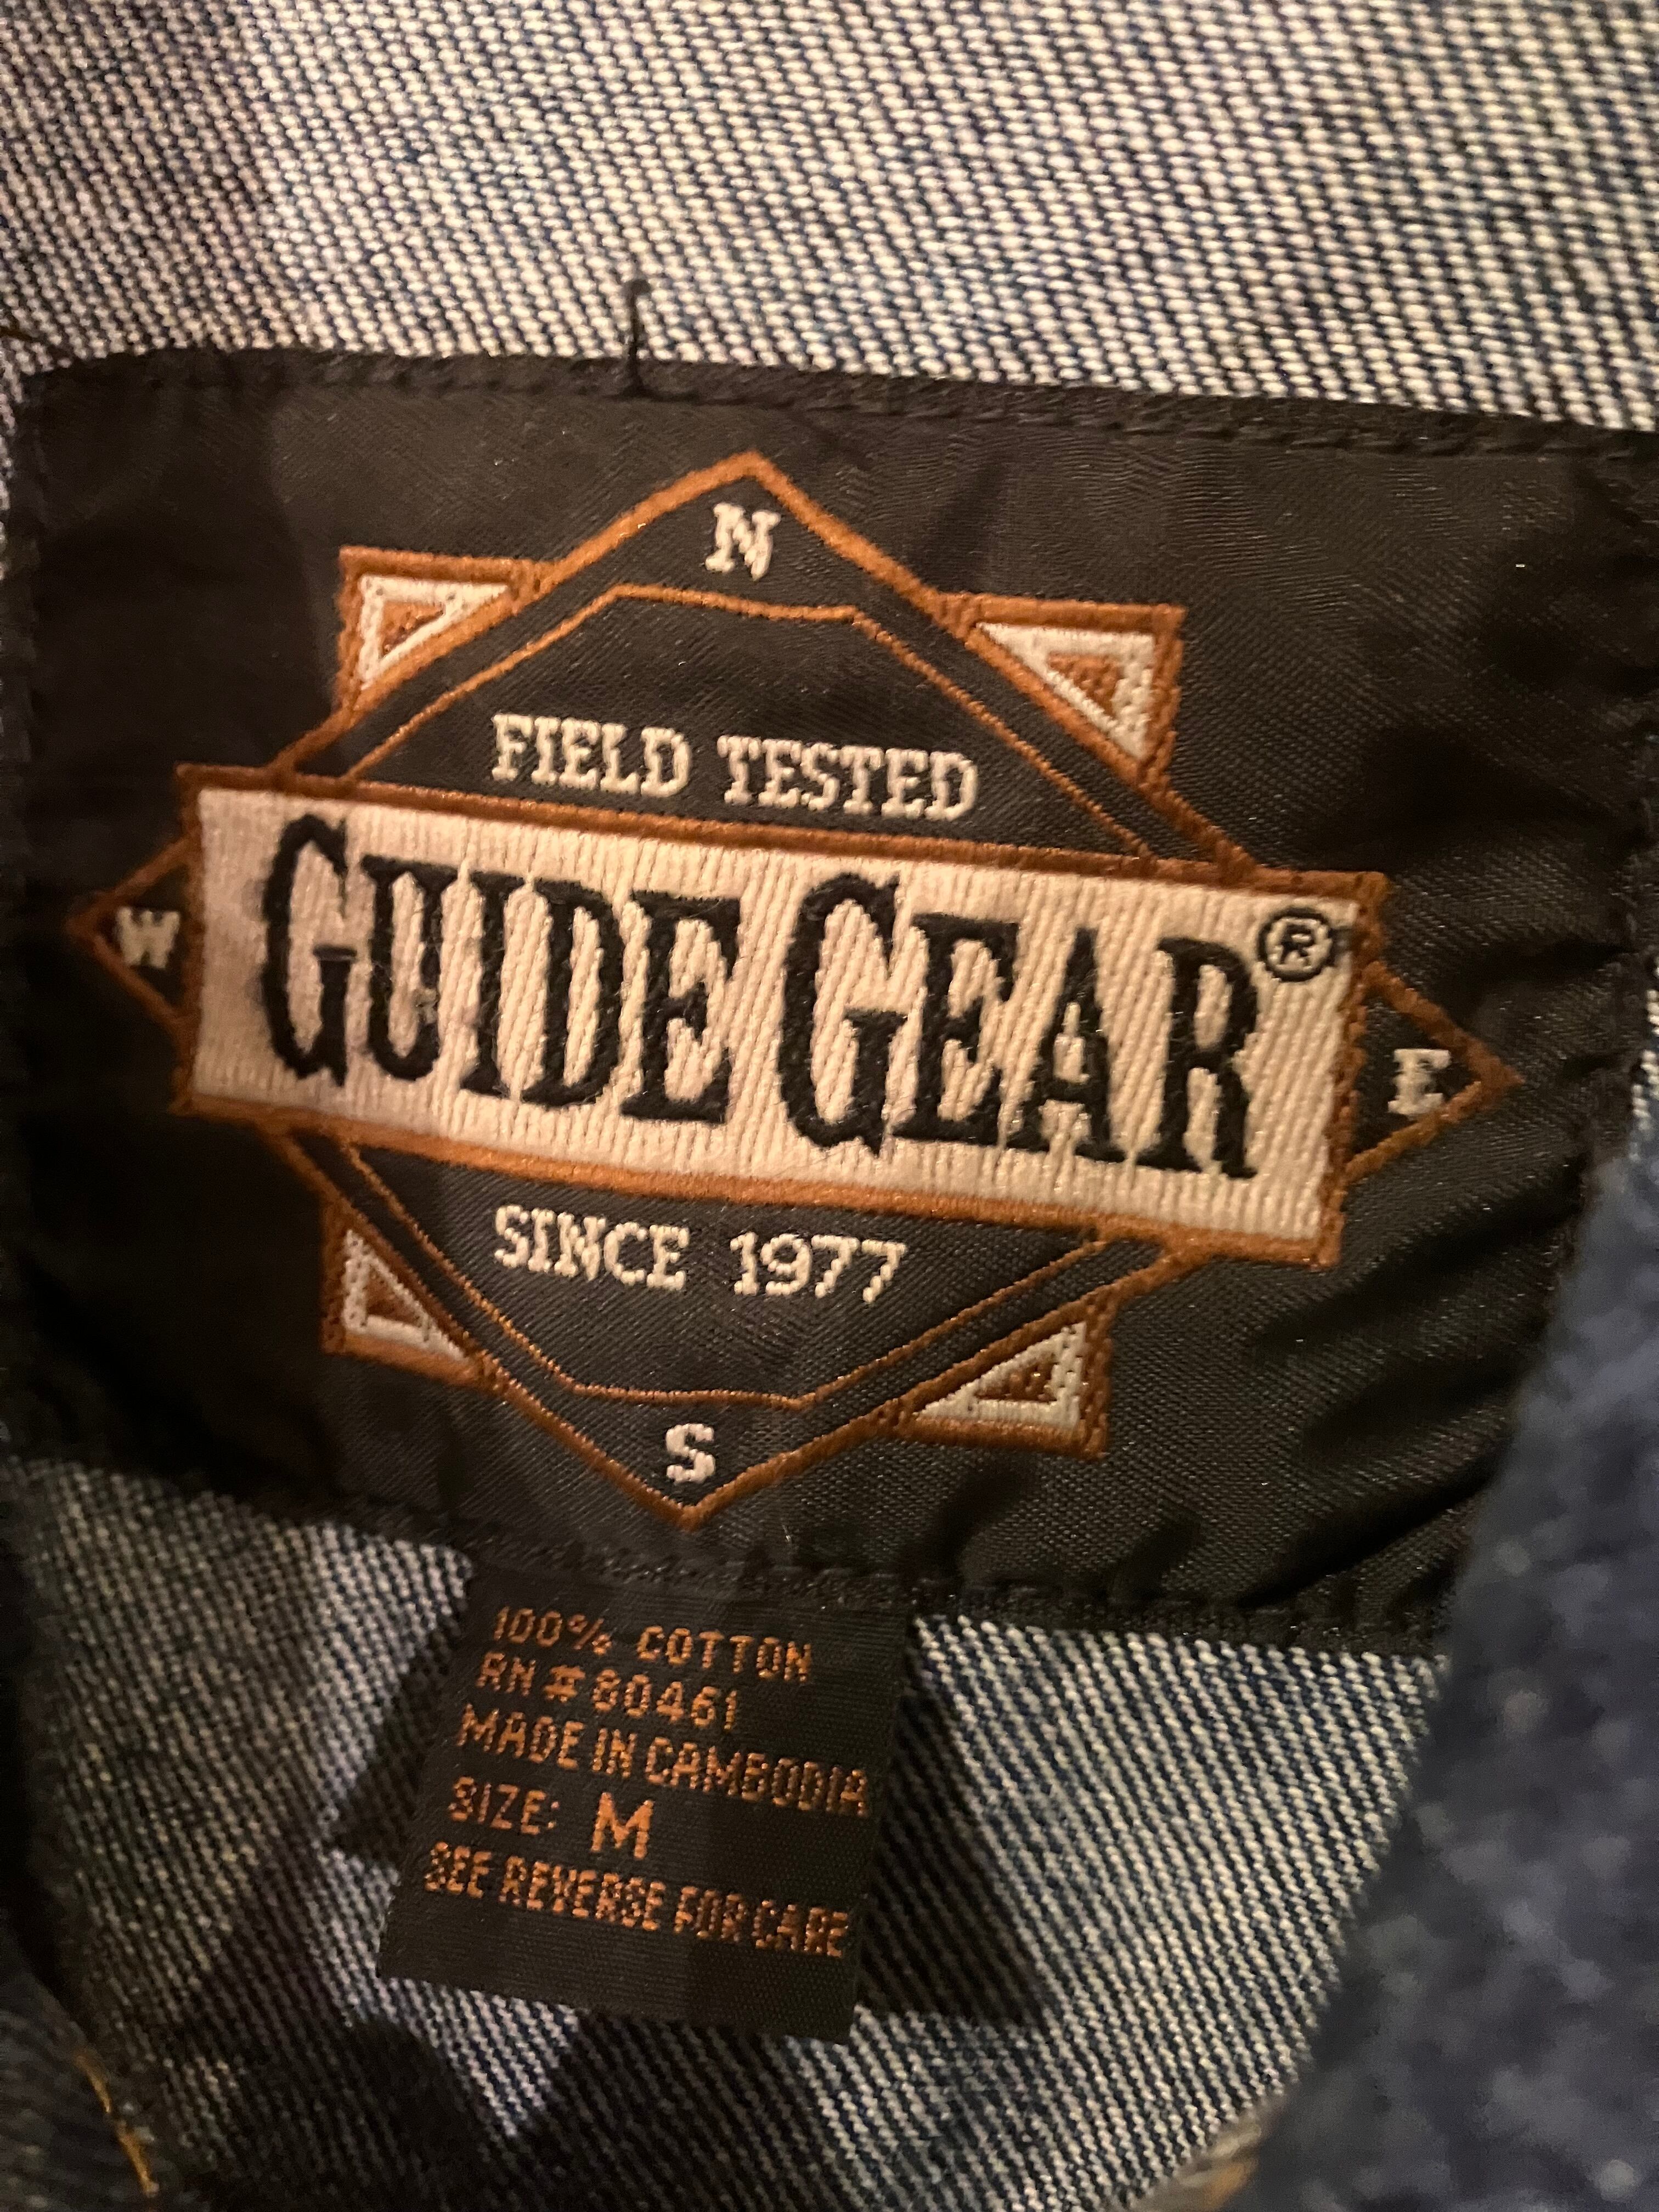 N
FIELD TESTED
W GUIDE GEAR® E
SINCE 1977
S
100% COTTON
RN#80461
MADE IN CAMBODIA
SIZE: M
SEE REVERSE FOR CARE